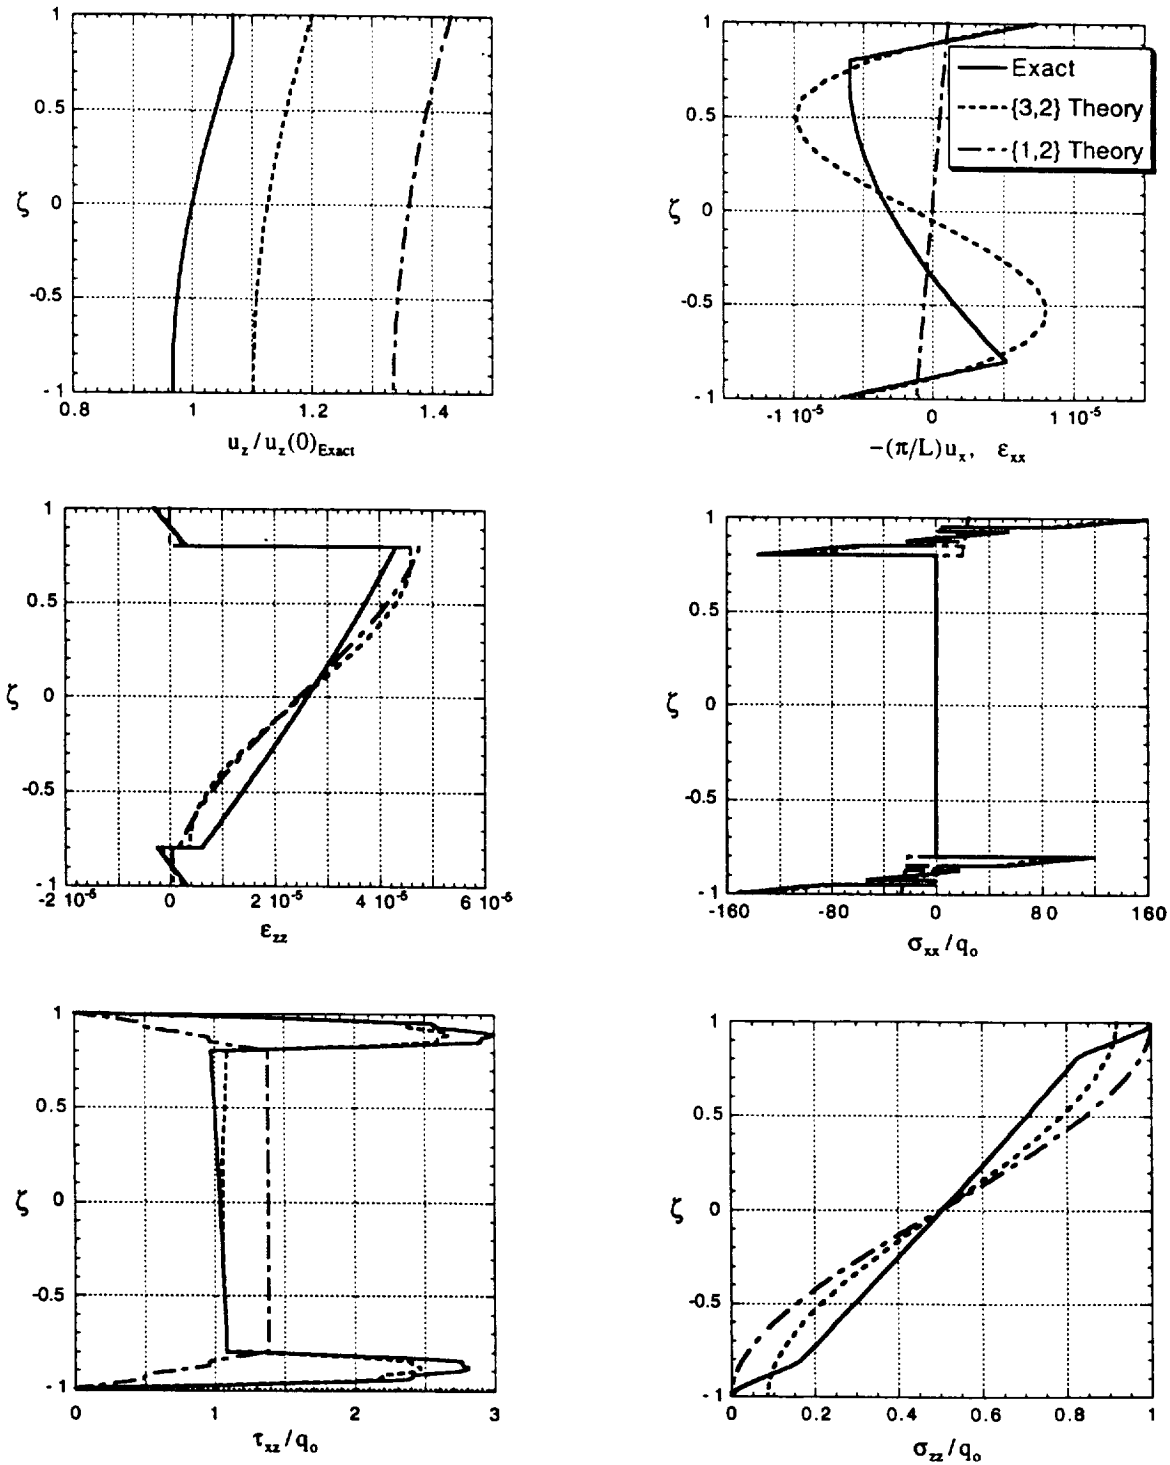 1
0.5
ζ 0
-0.5
-1
0.8 1 1.2 1.4
u_z / u_z(0)_Exact
1
0.5
ζ 0
-0.5
-1
-1 10^-5 0 1 10^-5
-(π/L)u_x, ε_xx
Exact
{3,2} Theory
{1,2} Theory
1
0.5
ζ 0
-0.5
-1
-2 10^-5 0 2 10^-5 4 10^-5 6 10^-5
ε_zz
1
0.5
ζ 0
-0.5
-1
-160 -80 0 80 160
σ_xx / q_o
1
0.5
ζ 0
-0.5
-1
0 1 2 3
τ_xz / q_o
1
0.5
ζ 0
-0.5
-1
0 0.2 0.4 0.6 0.8 1
σ_zz / q_o